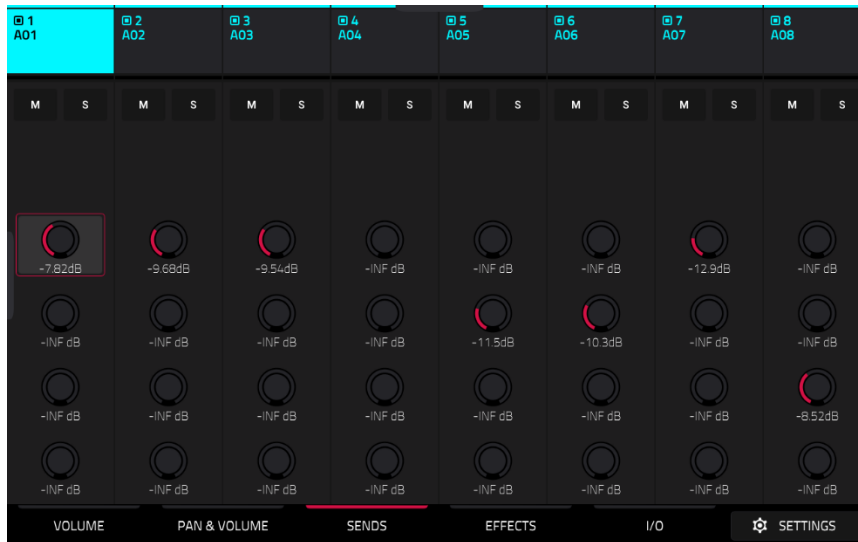 1 2 3 4 5 6 7 8
A01 A02 A03 A04 A05 A06 A07 A08
M S M S M S M S M S M S M S M S
-7.82dB -9.68dB -9.54dB -INF dB -INF dB -INF dB -12.9dB -INF dB
-INF dB -INF dB -INF dB -INF dB -11.5dB -10.3dB -INF dB -INF dB
-INF dB -INF dB -INF dB -INF dB -INF dB -INF dB -INF dB -8.52dB
-INF dB -INF dB -INF dB -INF dB -INF dB -INF dB -INF dB -INF dB
VOLUME PAN & VOLUME SENDS EFFECTS I/O SETTINGS